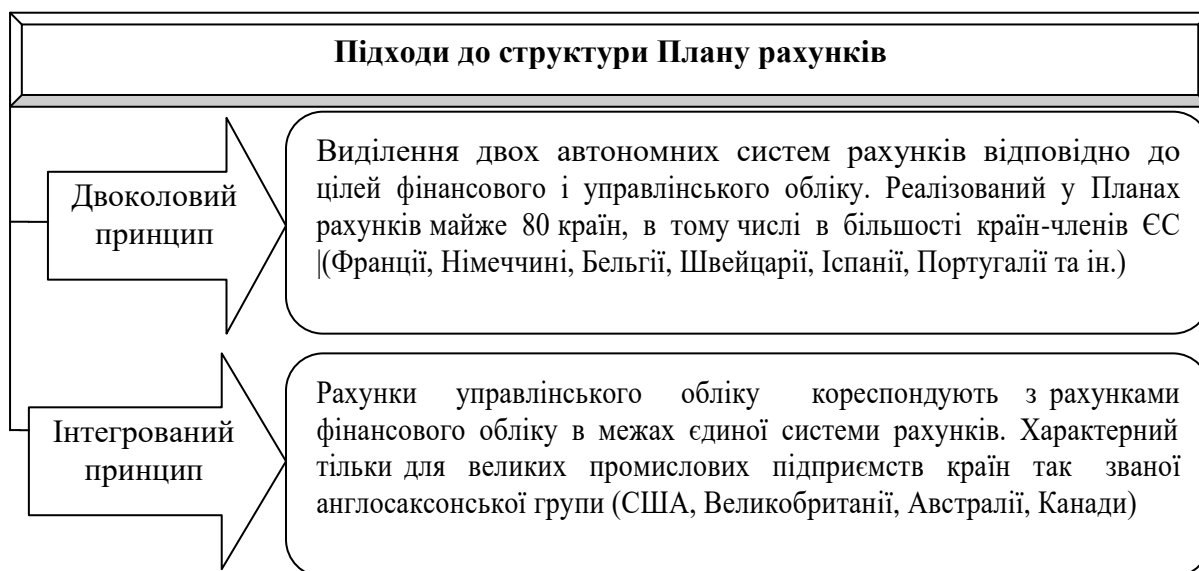 Підходи до структури Плану рахунків
Двоколовий
принцип
Виділення двох автономних систем рахунків відповідно до
цілей фінансового і управлінського обліку. Реалізований у Планах
рахунків майже 80 країн, в тому числі в більшості країн-членів ЄС
|(Франції, Німеччині, Бельгії, Швейцарії, Іспанії, Португалії та ін.)
Інтегрований
принцип
Рахунки управлінського обліку кореспондують з рахунками
фінансового обліку в межах єдиної системи рахунків. Характерний
тільки для великих промислових підприємств країн так званої
англосаксонської групи (США, Великобританії, Австралії, Канади)